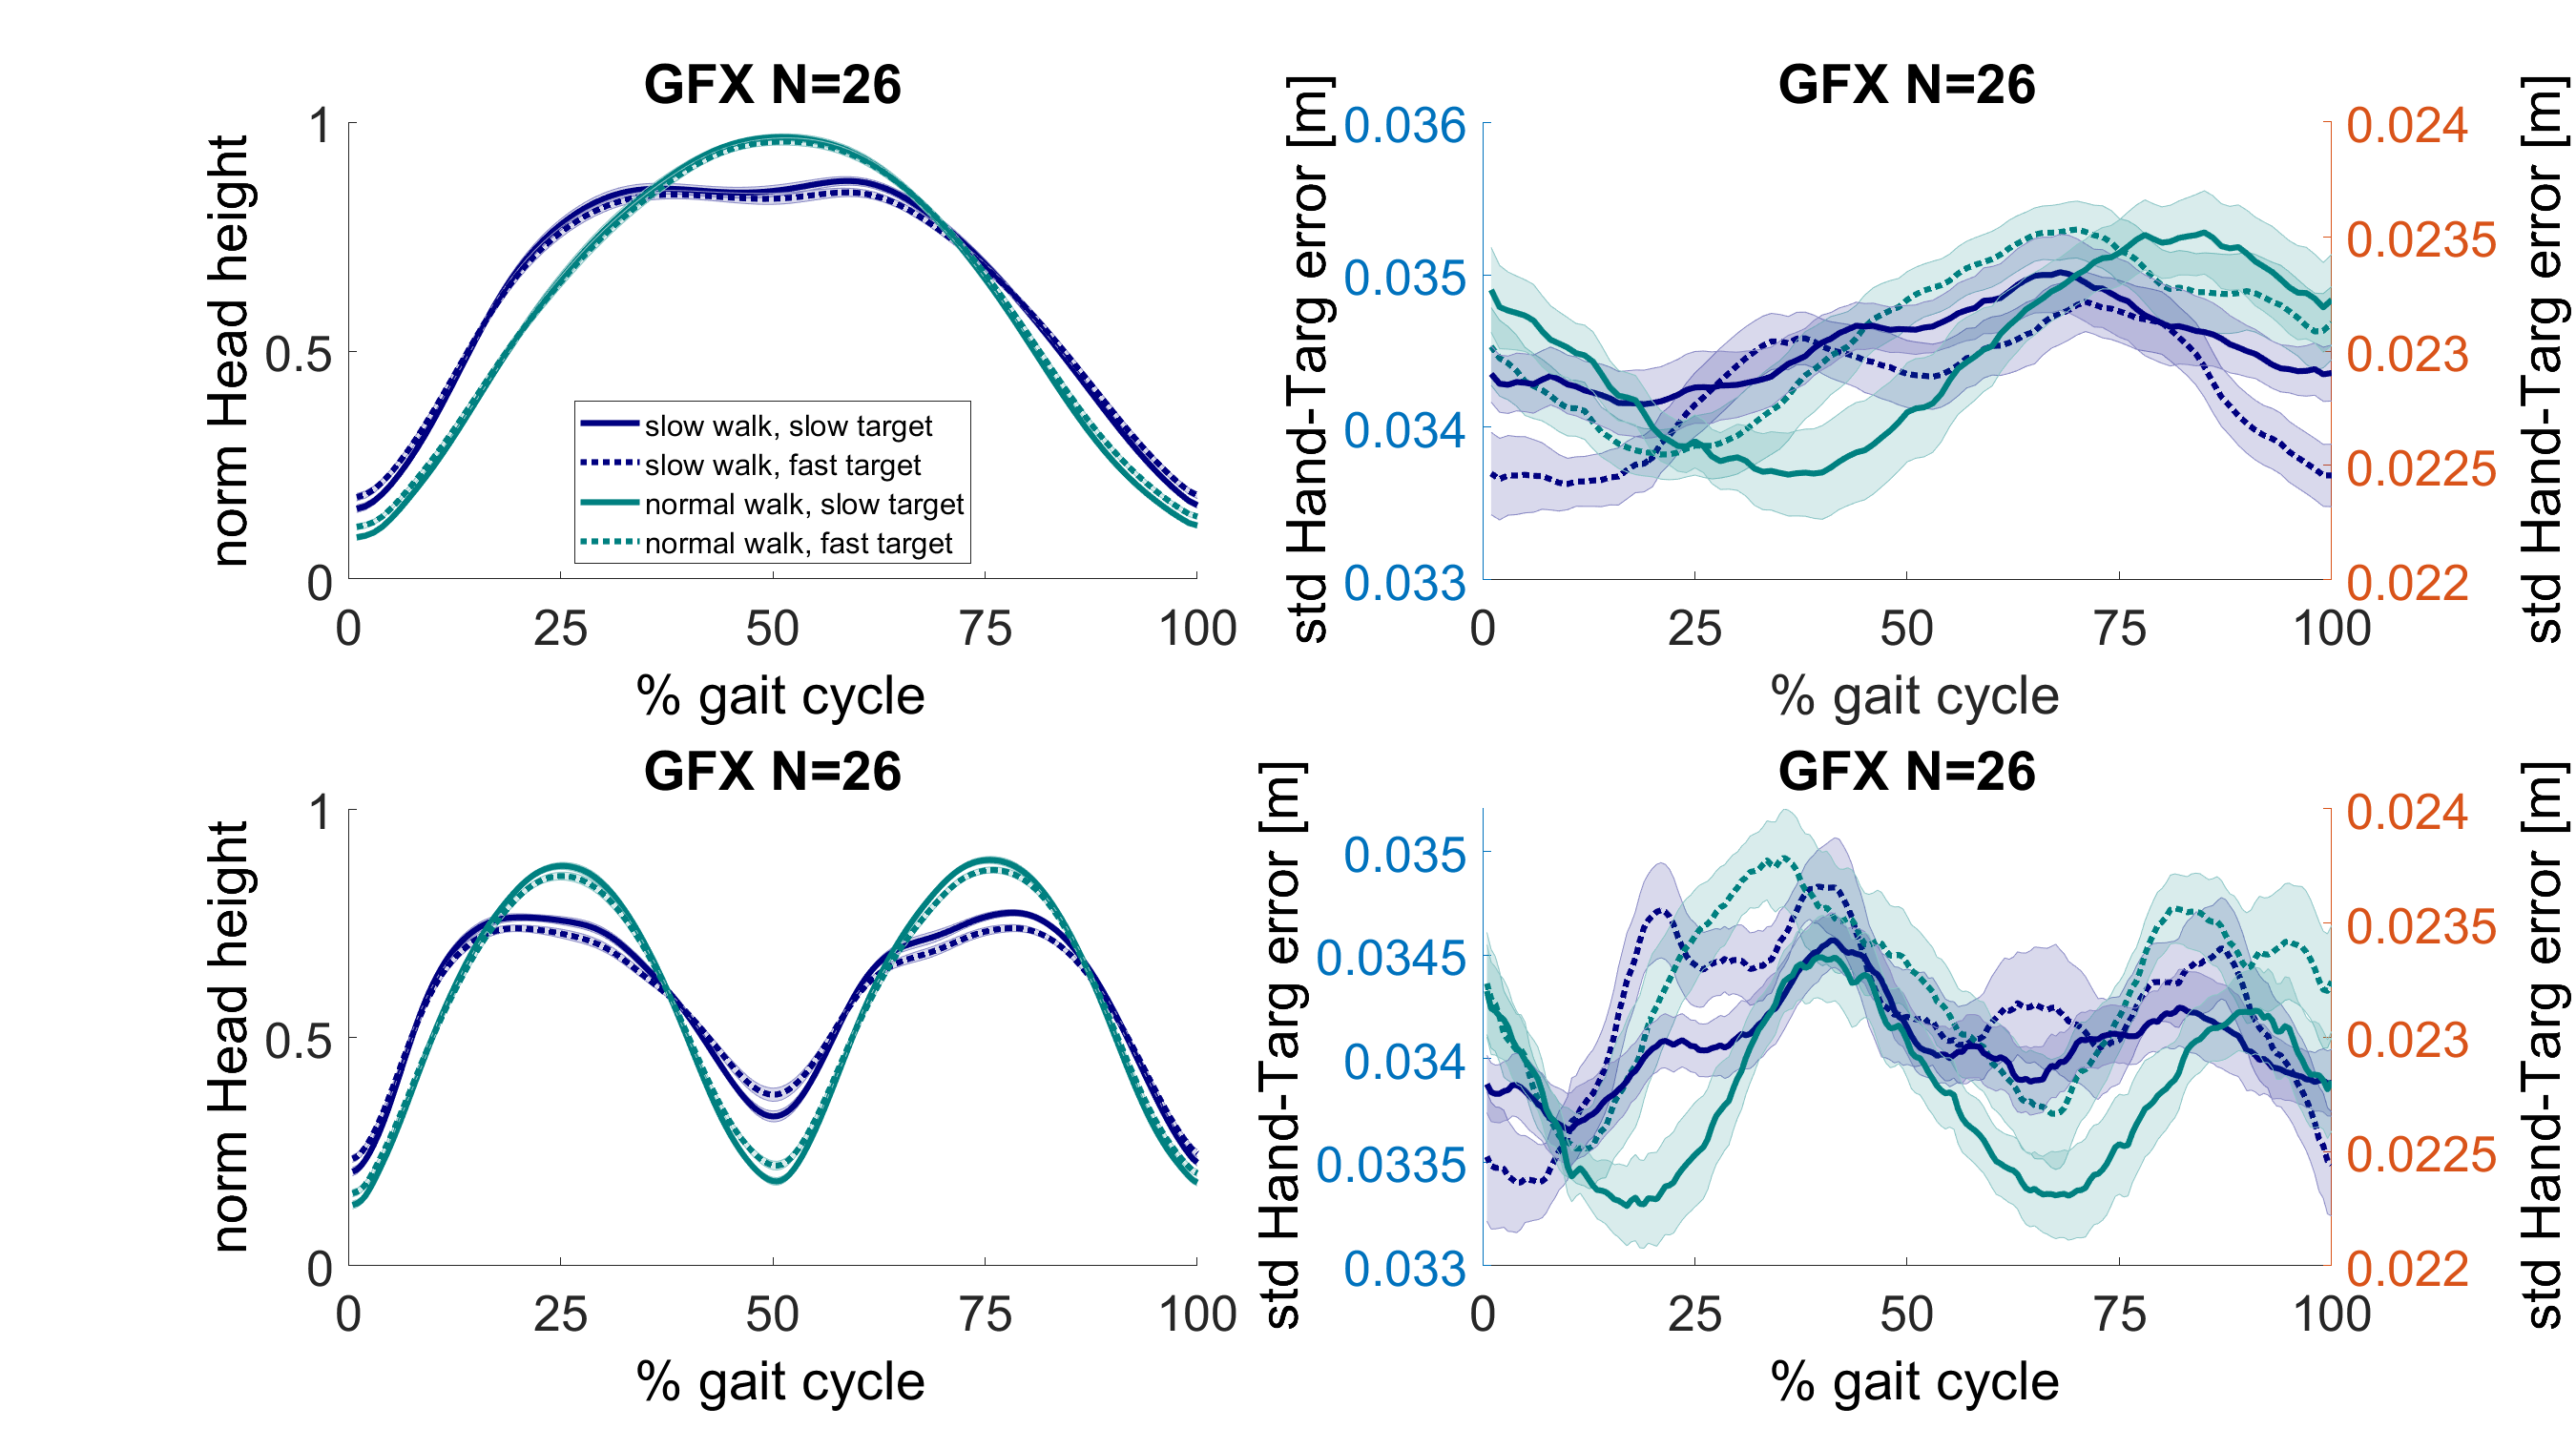 GFX N=26
norm Head height
1
0.5
0
slow walk, slow target
slow walk, fast target
normal walk, slow target
normal walk, fast target
0 25 50 75 100
% gait cycle
GFX N=26
std Hand-Targ error [m]
0.036
0.035
0.034
0.033
0.024
0.0235
0.023
0.0225
0.022
std Hand-Targ error [m]
0 25 50 75 100
% gait cycle
GFX N=26
norm Head height
1
0.5
0
0 25 50 75 100
% gait cycle
GFX N=26
std Hand-Targ error [m]
0.035
0.0345
0.034
0.0335
0.033
0.024
0.0235
0.023
0.0225
0.022
std Hand-Targ error [m]
0 25 50 75 100
% gait cycle